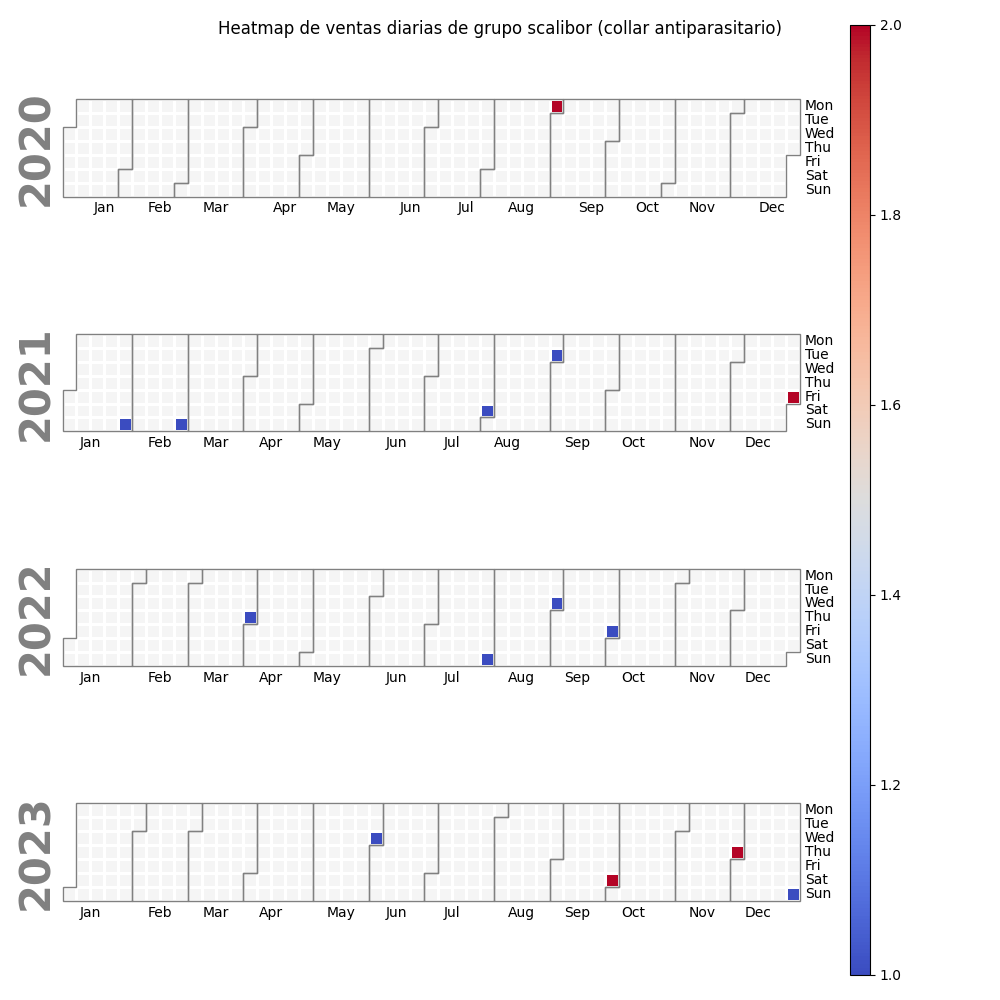 Heatmap de ventas diarias de grupo scalibor (collar antiparasitario)
2020
Mon
Tue
Wed
Thu
Fri
Sat
Sun
Jan Feb Mar Apr May Jun Jul Aug Sep Oct Nov Dec
2021
Mon
Tue
Wed
Thu
Fri
Sat
Sun
Jan Feb Mar Apr May Jun Jul Aug Sep Oct Nov Dec
2022
Mon
Tue
Wed
Thu
Fri
Sat
Sun
Jan Feb Mar Apr May Jun Jul Aug Sep Oct Nov Dec
2023
Mon
Tue
Wed
Thu
Fri
Sat
Sun
Jan Feb Mar Apr May Jun Jul Aug Sep Oct Nov Dec
2.0
1.8
1.6
1.4
1.2
1.0